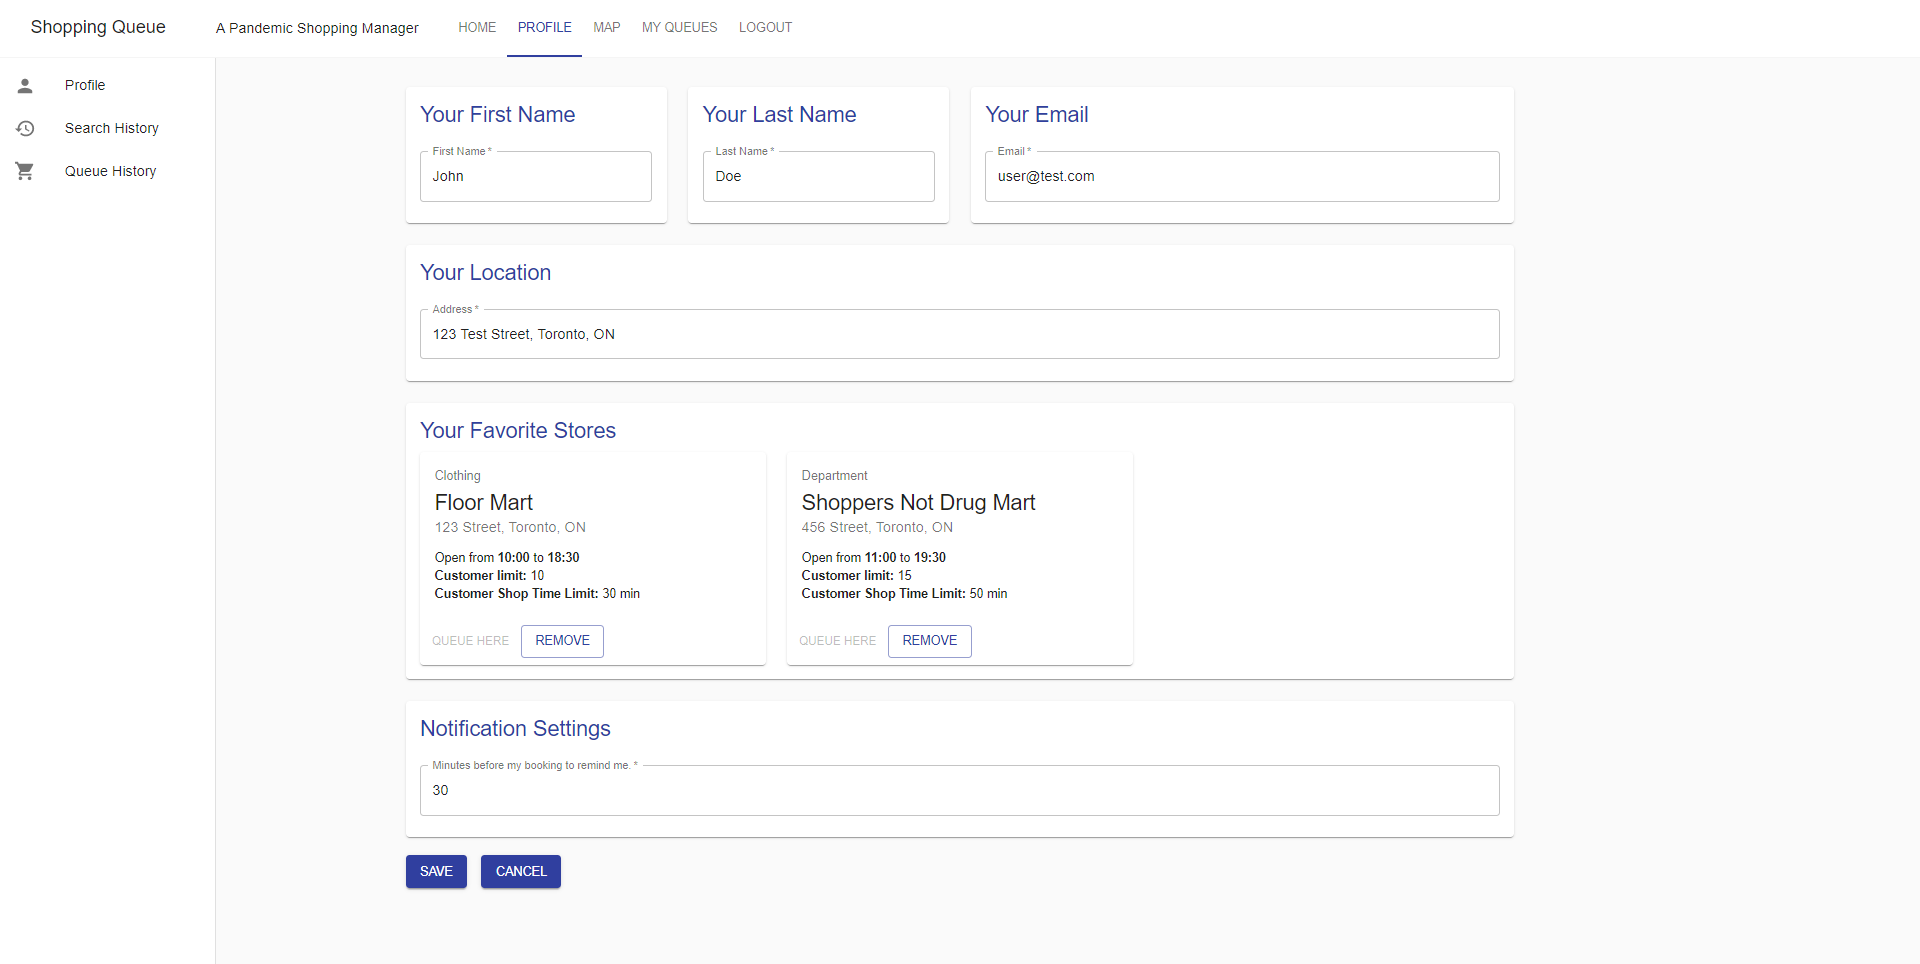 Shopping Queue
A Pandemic Shopping Manager
HOME
PROFILE
MAP
MY QUEUES
LOGOUT
Profile
Search History
Queue History
Your First Name
First Name *
John
Your Last Name
Last Name *
Doe
Your Email
Email *
user@test.com
Your Location
Address *
123 Test Street, Toronto, ON
Your Favorite Stores
Clothing
Floor Mart
123 Street, Toronto, ON
Open from 10:00 to 18:30
Customer limit: 10
Customer Shop Time Limit: 30 min
QUEUE HERE
REMOVE
Department
Shoppers Not Drug Mart
456 Street, Toronto, ON
Open from 11:00 to 19:30
Customer limit: 15
Customer Shop Time Limit: 50 min
QUEUE HERE
REMOVE
Notification Settings
Minutes before my booking to remind me. *
30
SAVE
CANCEL